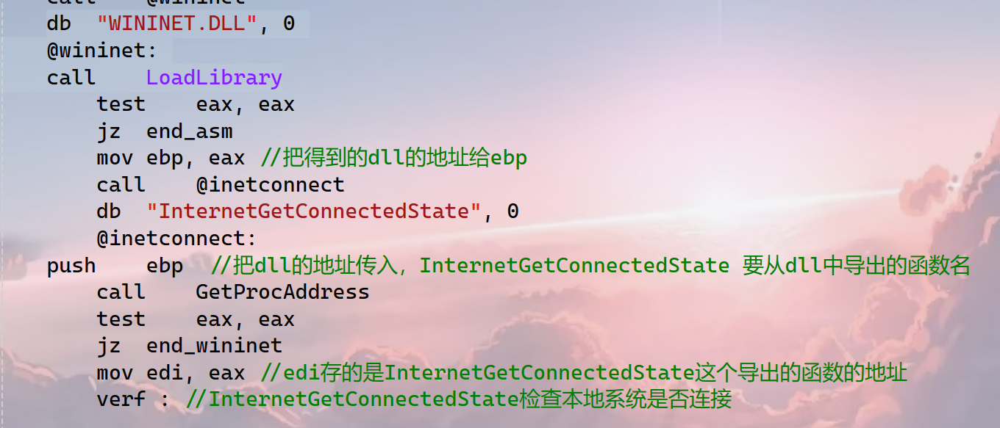 call    @wininet
db  "WININET.DLL", 0
@wininet:
call    LoadLibrary
    test    eax, eax
    jz  end_asm
    mov ebp, eax //把得到的dll的地址给ebp
    call    @inetconnect
    db  "InternetGetConnectedState", 0
    @inetconnect:
push    ebp  //把dll的地址传入，InternetGetConnectedState 要从dll中导出的函数名
    call    GetProcAddress
    test    eax, eax
    jz  end_wininet
    mov edi, eax //edi存的是InternetGetConnectedState这个导出的函数的地址
    verf : //InternetGetConnectedState检查本地系统是否连接